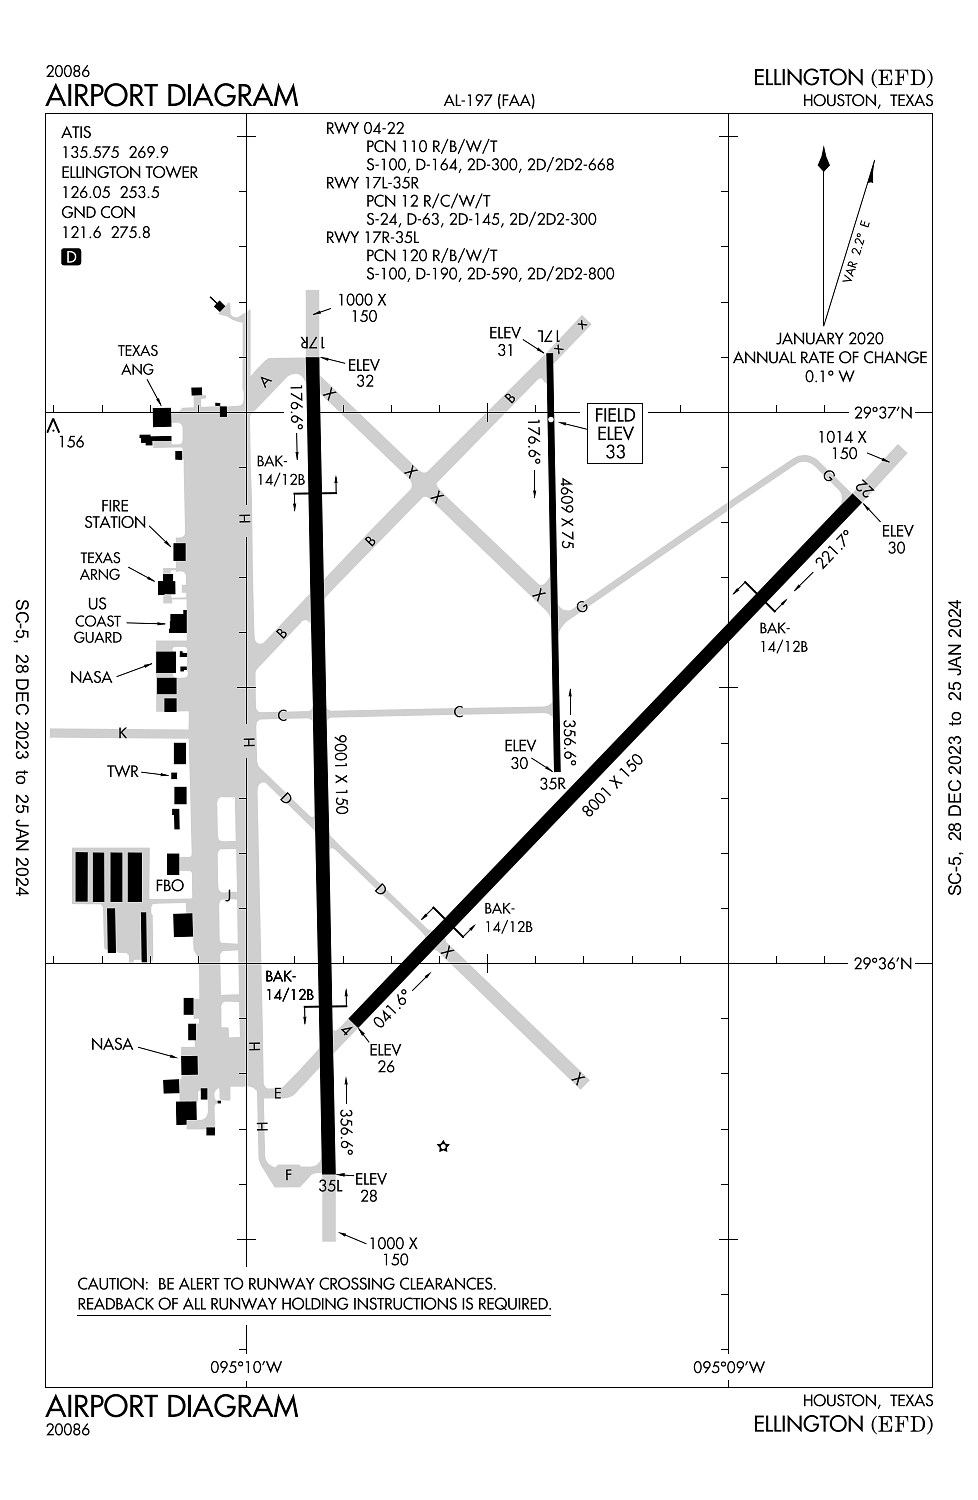 20086
AIRPORT DIAGRAM
AL-197 (FAA)
ELLINGTON (EFD)
HOUSTON, TEXAS
ATIS
135.575 269.9
ELLINGTON TOWER
126.05 253.5
GND CON
121.6 275.8
D
RWY 04-22
PCN 110 R/B/W/T
S-100, D-164, 2D-300, 2D/2D2-668
RWY 17L-35R
PCN 12 R/C/W/T
S-24, D-63, 2D-145, 2D/2D2-300
RWY 17R-35L
PCN 120 R/B/W/T
S-100, D-190, 2D-590, 2D/2D2-800
VAR 2.2° E
JANUARY 2020
ANNUAL RATE OF CHANGE
0.1° W
1000 X
150
17R
ELEV
32
ELEV
31
17L
X
X
TEXAS
ANG
A
X
B
176.6°
156
FIELD
ELEV
33
29°37'N
1014 X
150
176.6°
BAK-
14/12B
X
X
G
22
4609 X 75
FIRE
STATION
H
ELEV
30
B
221.7°
TEXAS
ARNG
X
G
US
COAST
GUARD
B
BAK-
14/12B
NASA
C
C
K
H
356.6°
ELEV
30
35R
TWR
9001 X 150
8001 X 150
D
D
FBO
J
BAK-
14/12B
X
29°36'N
BAK-
14/12B
041.6°
4
ELEV
26
NASA
H
E
X
H
356.6°
F
35L
ELEV
28
1000 X
150
CAUTION: BE ALERT TO RUNWAY CROSSING CLEARANCES.
READBACK OF ALL RUNWAY HOLDING INSTRUCTIONS IS REQUIRED.
095°10'W
095°09'W
SC-5, 28 DEC 2023 to 25 JAN 2024
SC-5, 28 DEC 2023 to 25 JAN 2024
AIRPORT DIAGRAM
20086
HOUSTON, TEXAS
ELLINGTON (EFD)